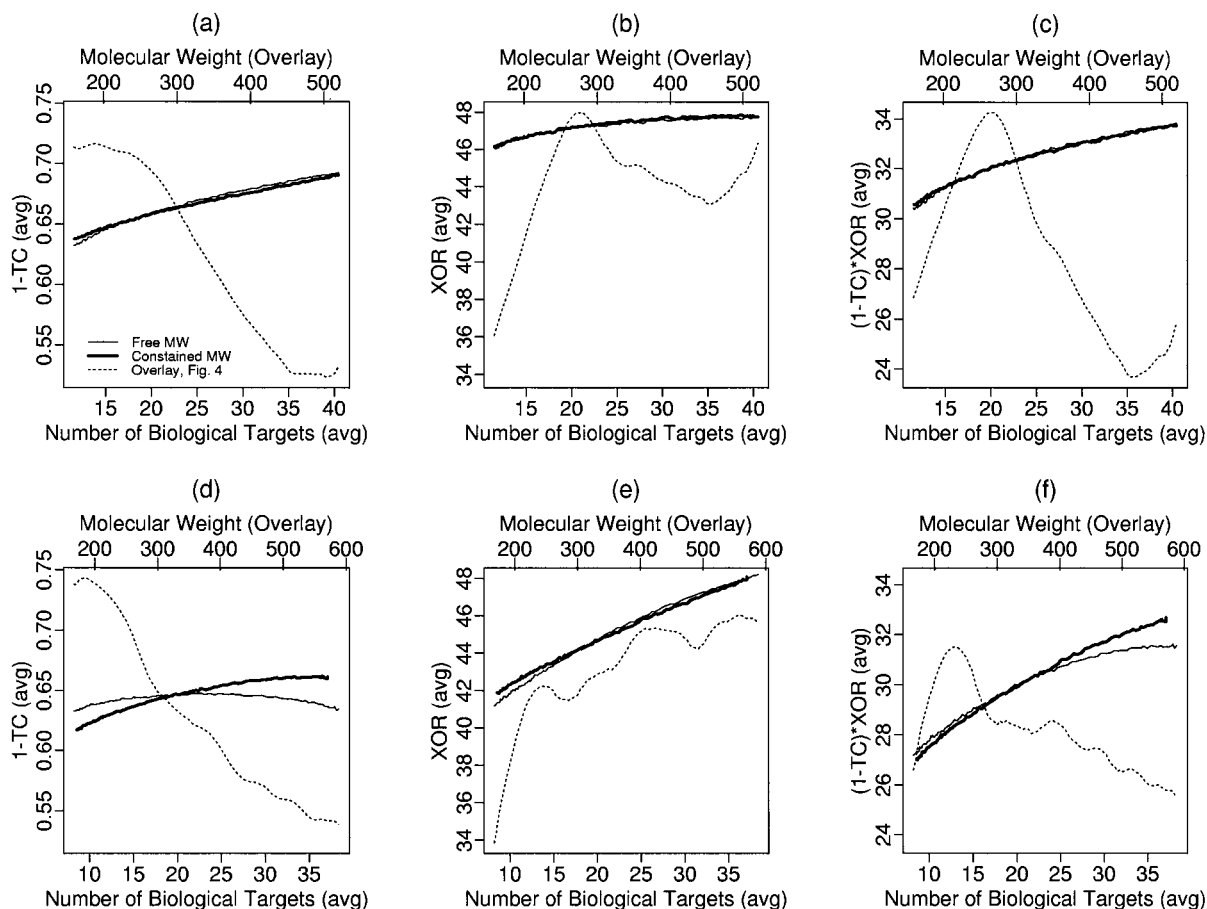 (a)
Molecular Weight (Overlay)
200 300 400 500
1-TC (avg)
0.75
0.70
0.65
0.60
0.55
Free MW
Constained MW
Overlay, Fig. 4
15 20 25 30 35 40
Number of Biological Targets (avg)
(b)
Molecular Weight (Overlay)
200 300 400 500
XOR (avg)
48
46
44
42
40
38
36
34
15 20 25 30 35 40
Number of Biological Targets (avg)
(c)
Molecular Weight (Overlay)
200 300 400 500
(1-TC)*XOR (avg)
34
32
30
28
26
24
15 20 25 30 35 40
Number of Biological Targets (avg)
(d)
Molecular Weight (Overlay)
200 300 400 500 600
1-TC (avg)
0.75
0.70
0.65
0.60
0.55
10 15 20 25 30 35
Number of Biological Targets (avg)
(e)
Molecular Weight (Overlay)
200 300 400 500 600
XOR (avg)
48
46
44
42
40
38
36
34
10 15 20 25 30 35
Number of Biological Targets (avg)
(f)
Molecular Weight (Overlay)
200 300 400 500 600
(1-TC)*XOR (avg)
34
32
30
28
26
24
10 15 20 25 30 35
Number of Biological Targets (avg)